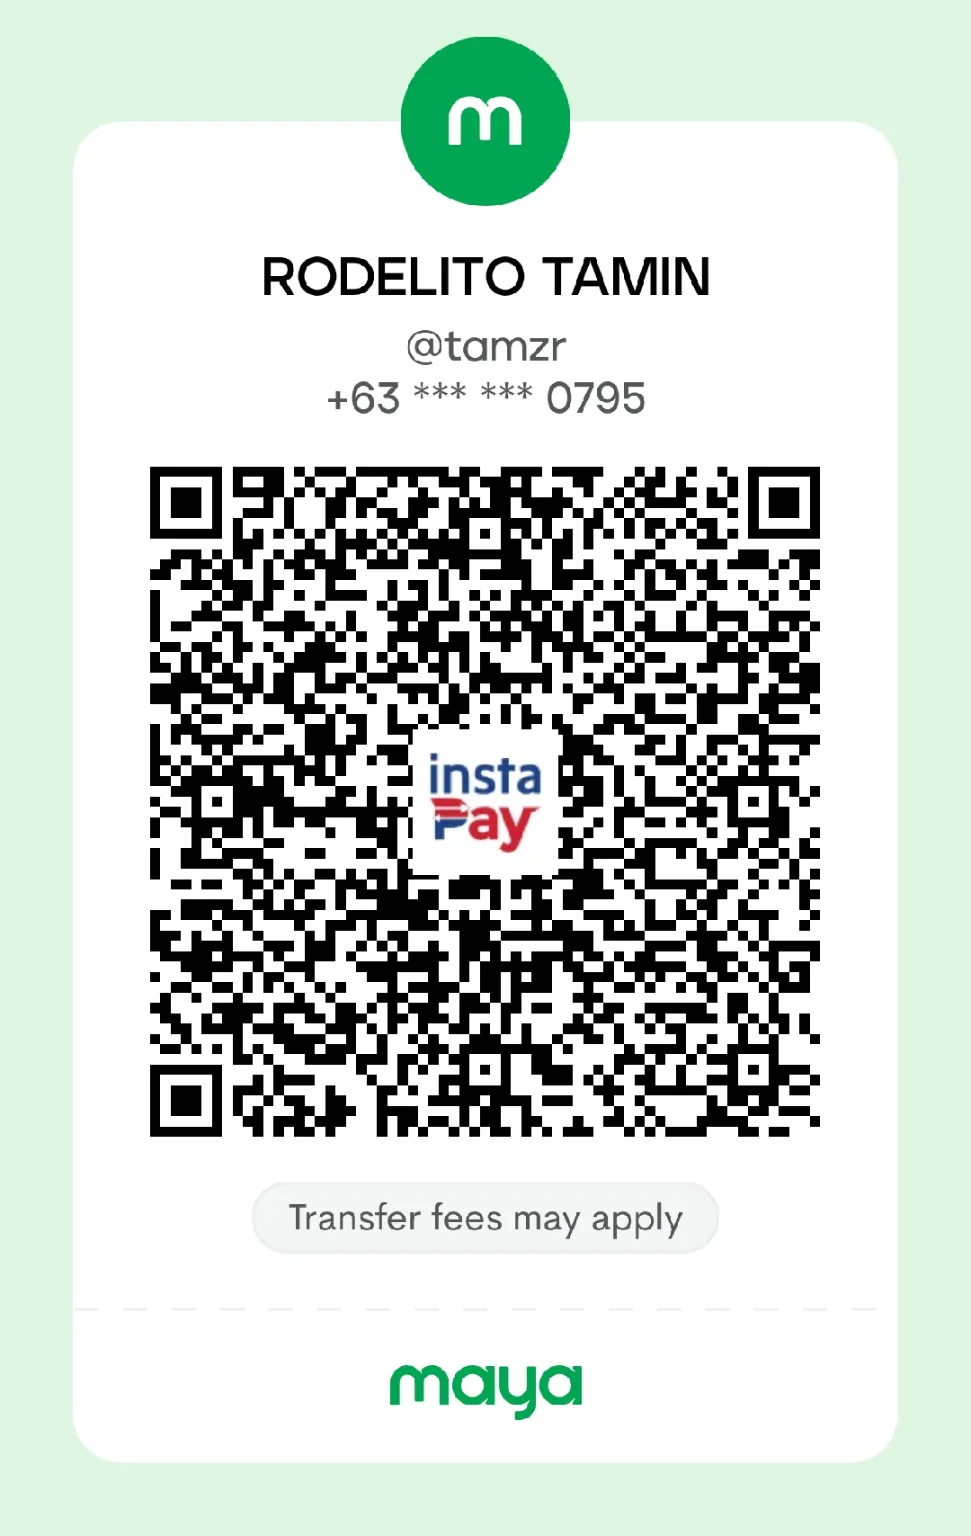 m
RODELITO TAMIN
@tamzr
+63 *** *** 0795
insta
Pay
Transfer fees may apply
maya